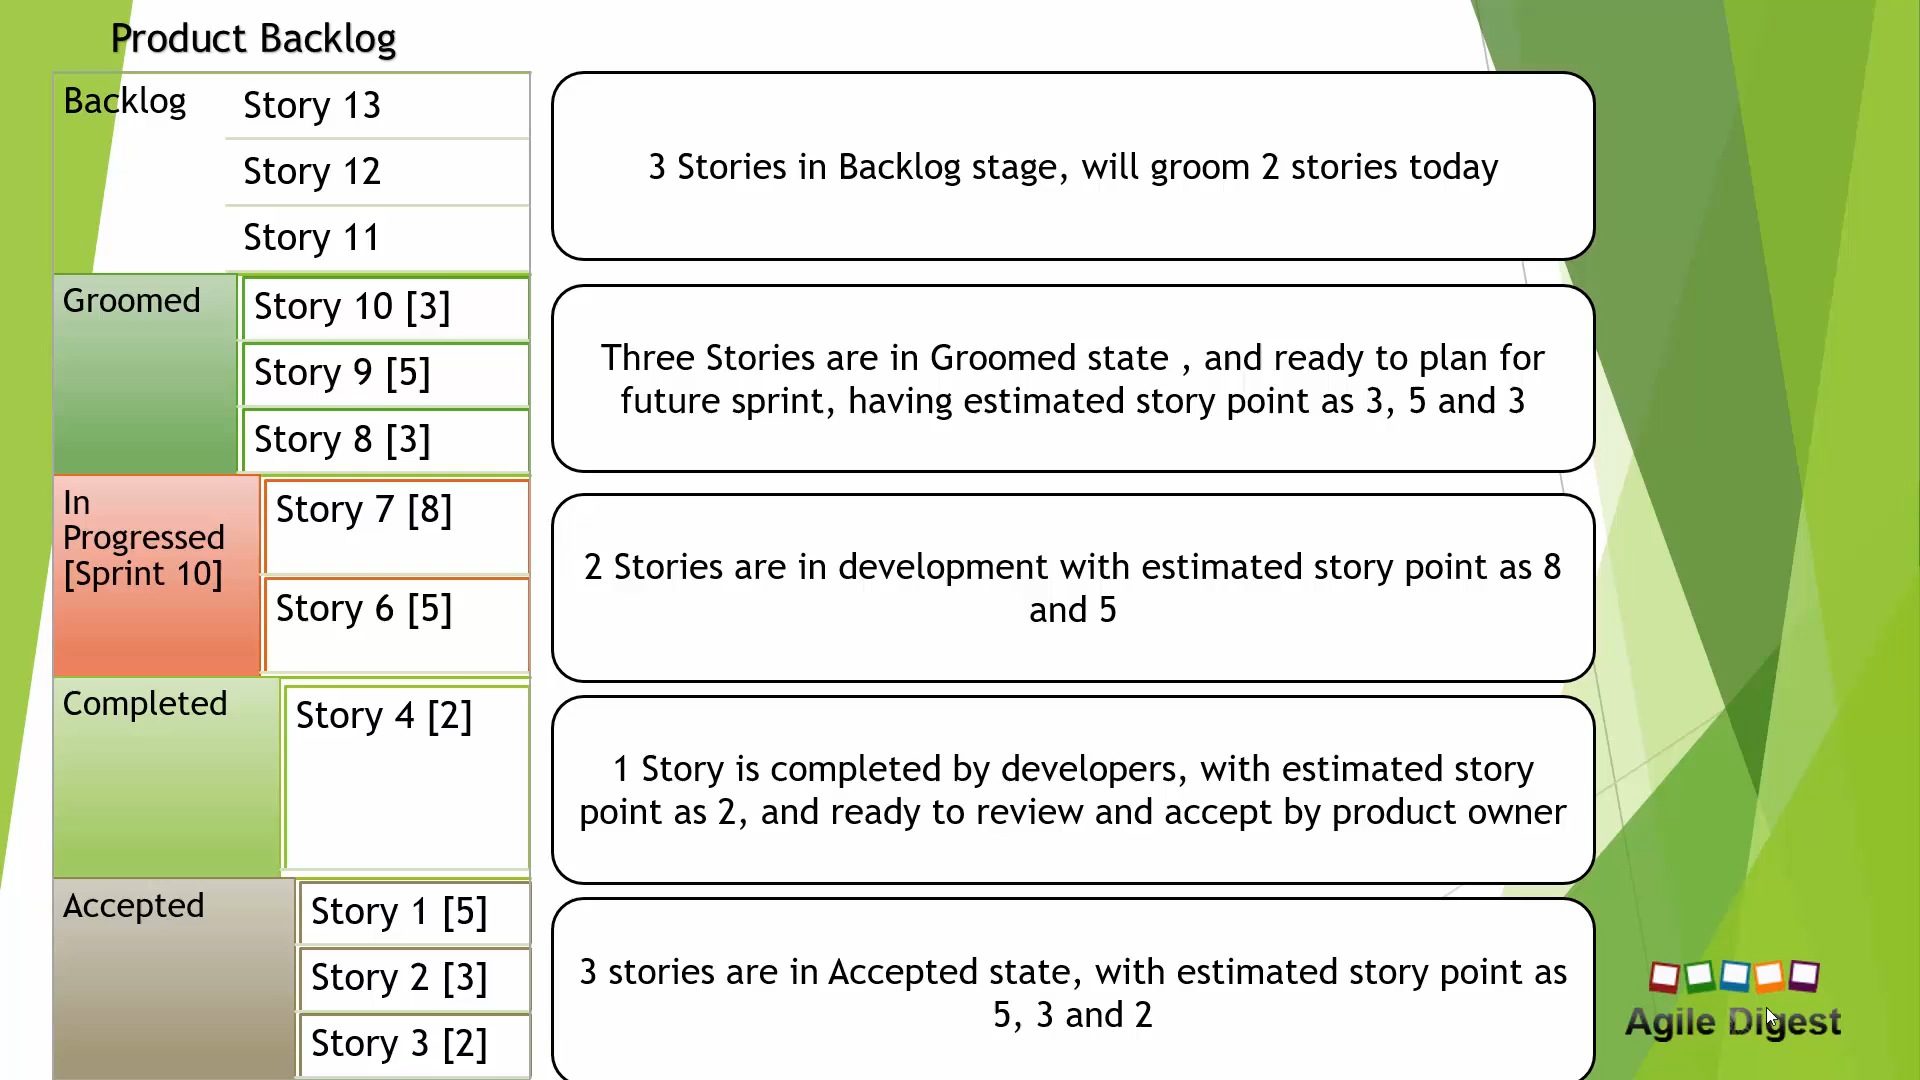 Product Backlog
Backlog
Story 13
Story 12
Story 11
3 Stories in Backlog stage, will groom 2 stories today
Groomed
Story 10 [3]
Story 9 [5]
Story 8 [3]
Three Stories are in Groomed state , and ready to plan for
future sprint, having estimated story point as 3, 5 and 3
In
Progressed
[Sprint 10]
Story 7 [8]
Story 6 [5]
2 Stories are in development with estimated story point as 8
and 5
Completed
Story 4 [2]
1 Story is completed by developers, with estimated story
point as 2, and ready to review and accept by product owner
Accepted
Story 1 [5]
Story 2 [3]
Story 3 [2]
3 stories are in Accepted state, with estimated story point as
5, 3 and 2
Agile Digest